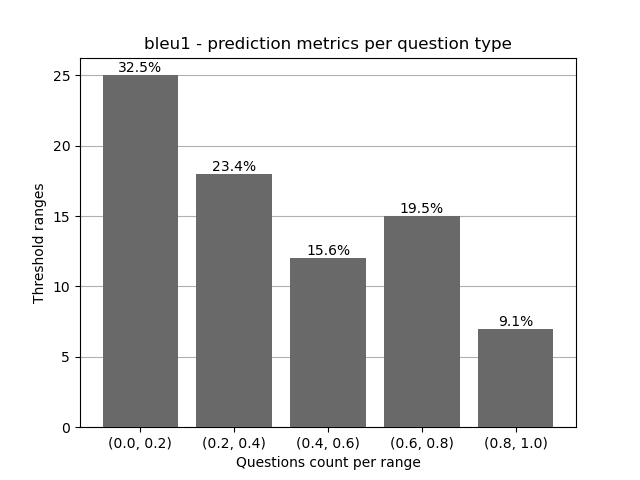 bleu1 - prediction metrics per question type
32.5%
23.4%
15.6%
19.5%
9.1%
25
20
15
10
5
0
Threshold ranges
(0.0, 0.2) (0.2, 0.4) (0.4, 0.6) (0.6, 0.8) (0.8, 1.0)
Questions count per range